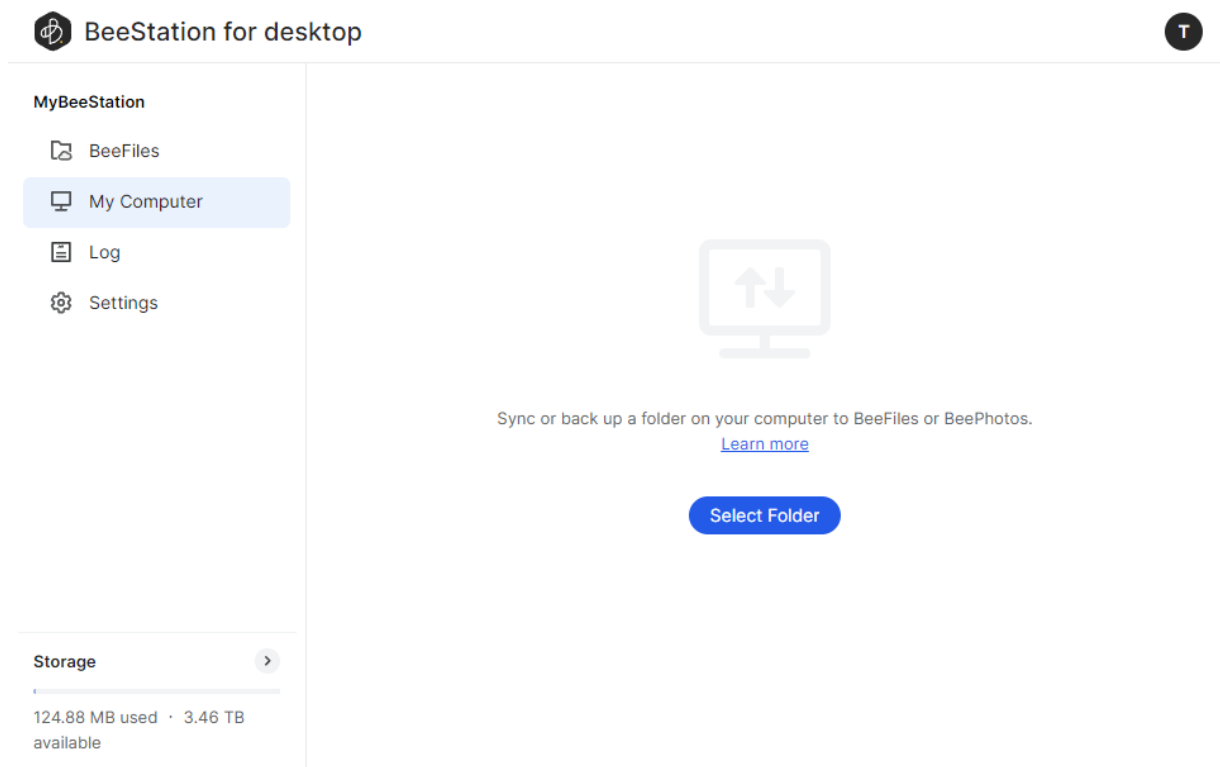 BeeStation for desktop
T
MyBeeStation
BeeFiles
My Computer
Log
Settings
Sync or back up a folder on your computer to BeeFiles or BeePhotos.
Learn more
Select Folder
Storage
124.88 MB used · 3.46 TB
available